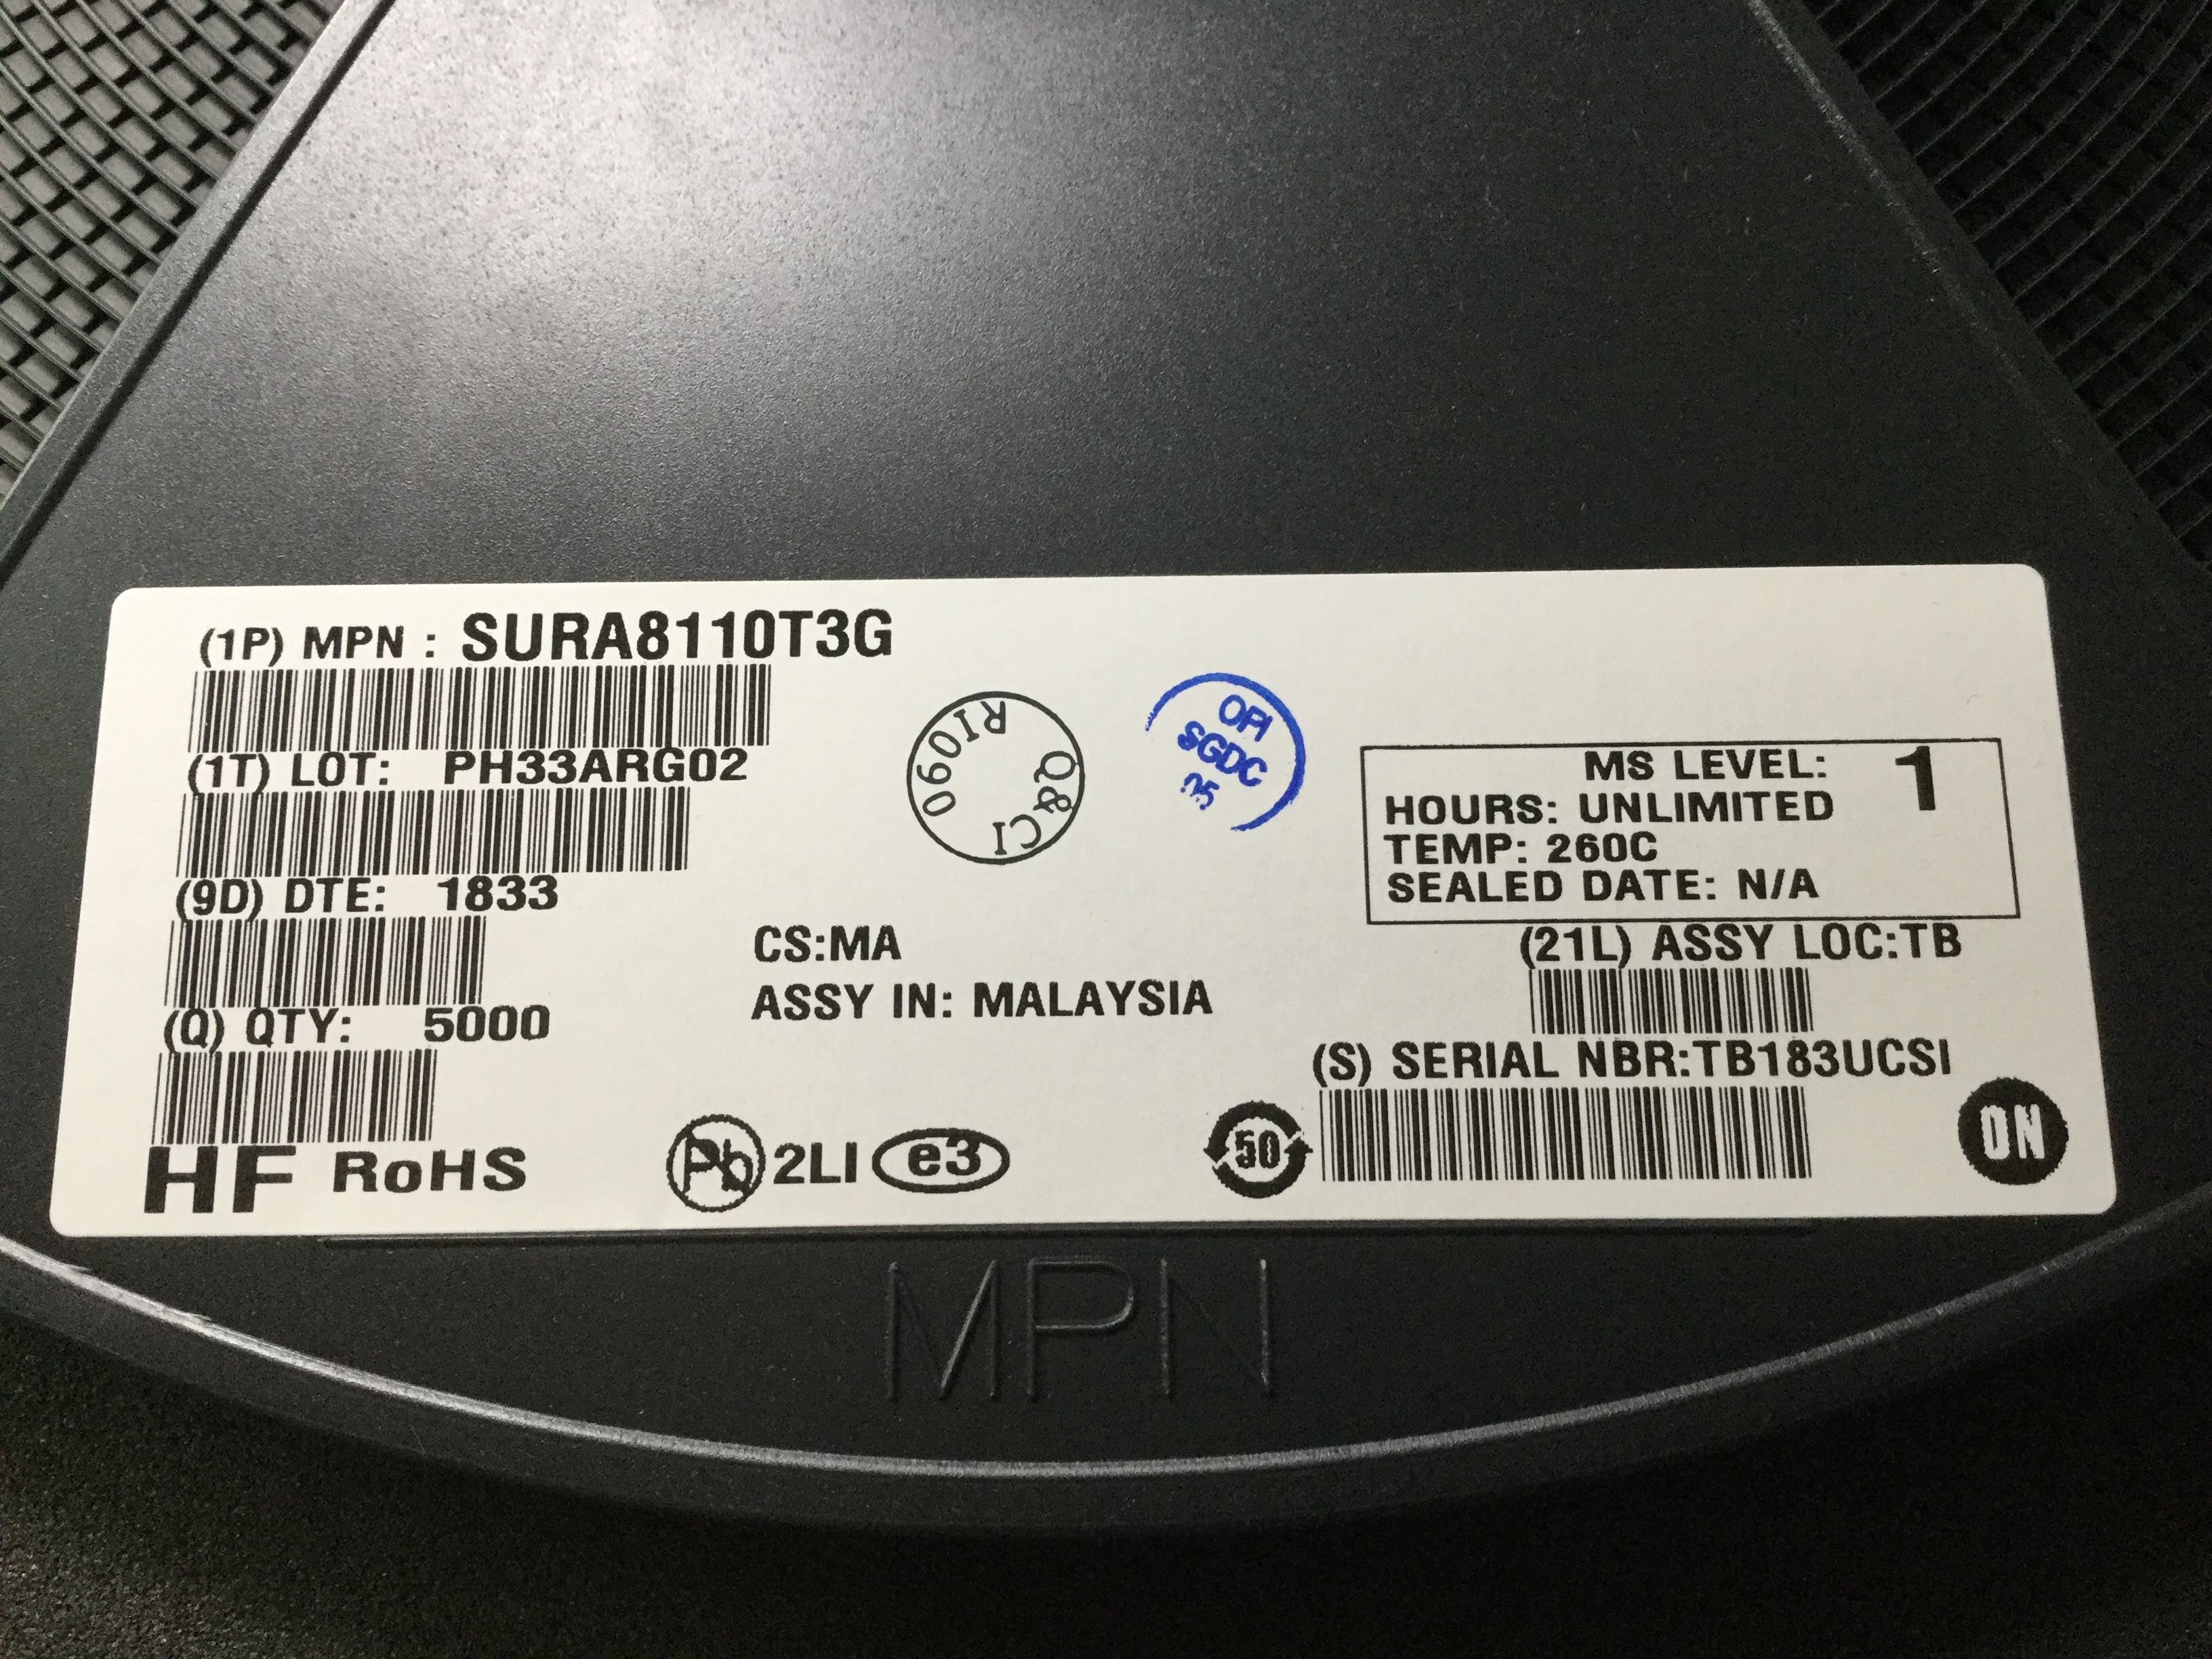 (1P) MPN : SURA8110T3G
(1T) LOT: PH33ARG02
(9D) DTE: 1833
(Q) QTY: 5000
HF RoHS
Q&CI
RI090
OPI
SGDC
35
CS:MA
ASSY IN: MALAYSIA
Pb 2LI e3
MS LEVEL: 1
HOURS: UNLIMITED
TEMP: 260C
SEALED DATE: N/A
(21L) ASSY LOC:TB
(S) SERIAL NBR:TB183UCSI
50
ON
MPN